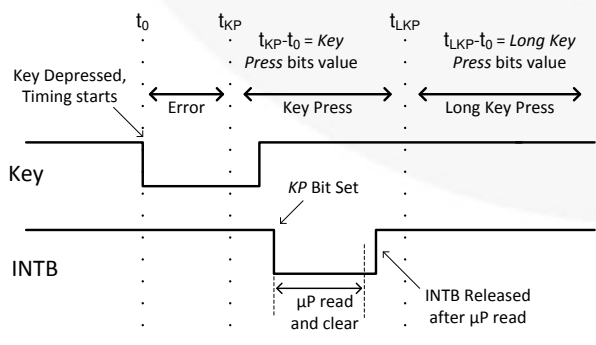 t0 tKP tLKP
tKP-t0 = Key
Press bits value
tLKP-t0 = Long Key
Press bits value
Key Depressed,
Timing starts
Error
Key Press
Long Key Press
Key
KP Bit Set
INTB
µP read
and clear
INTB Released
after µP read